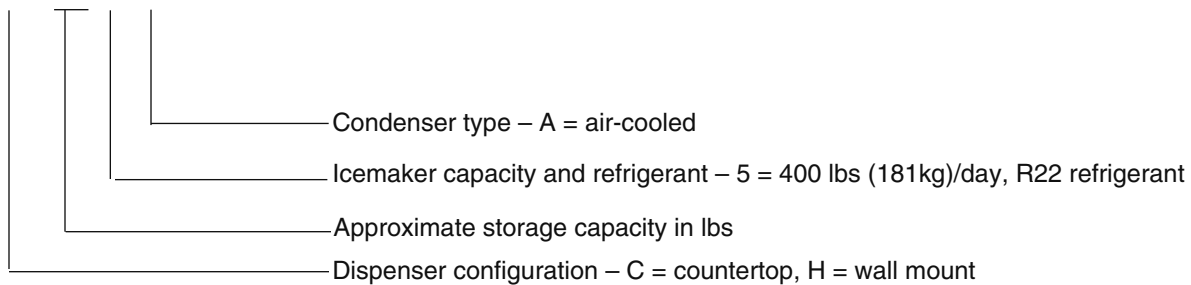 Condenser type – A = air-cooled
Icemaker capacity and refrigerant – 5 = 400 lbs (181kg)/day, R22 refrigerant
Approximate storage capacity in lbs
Dispenser configuration – C = countertop, H = wall mount